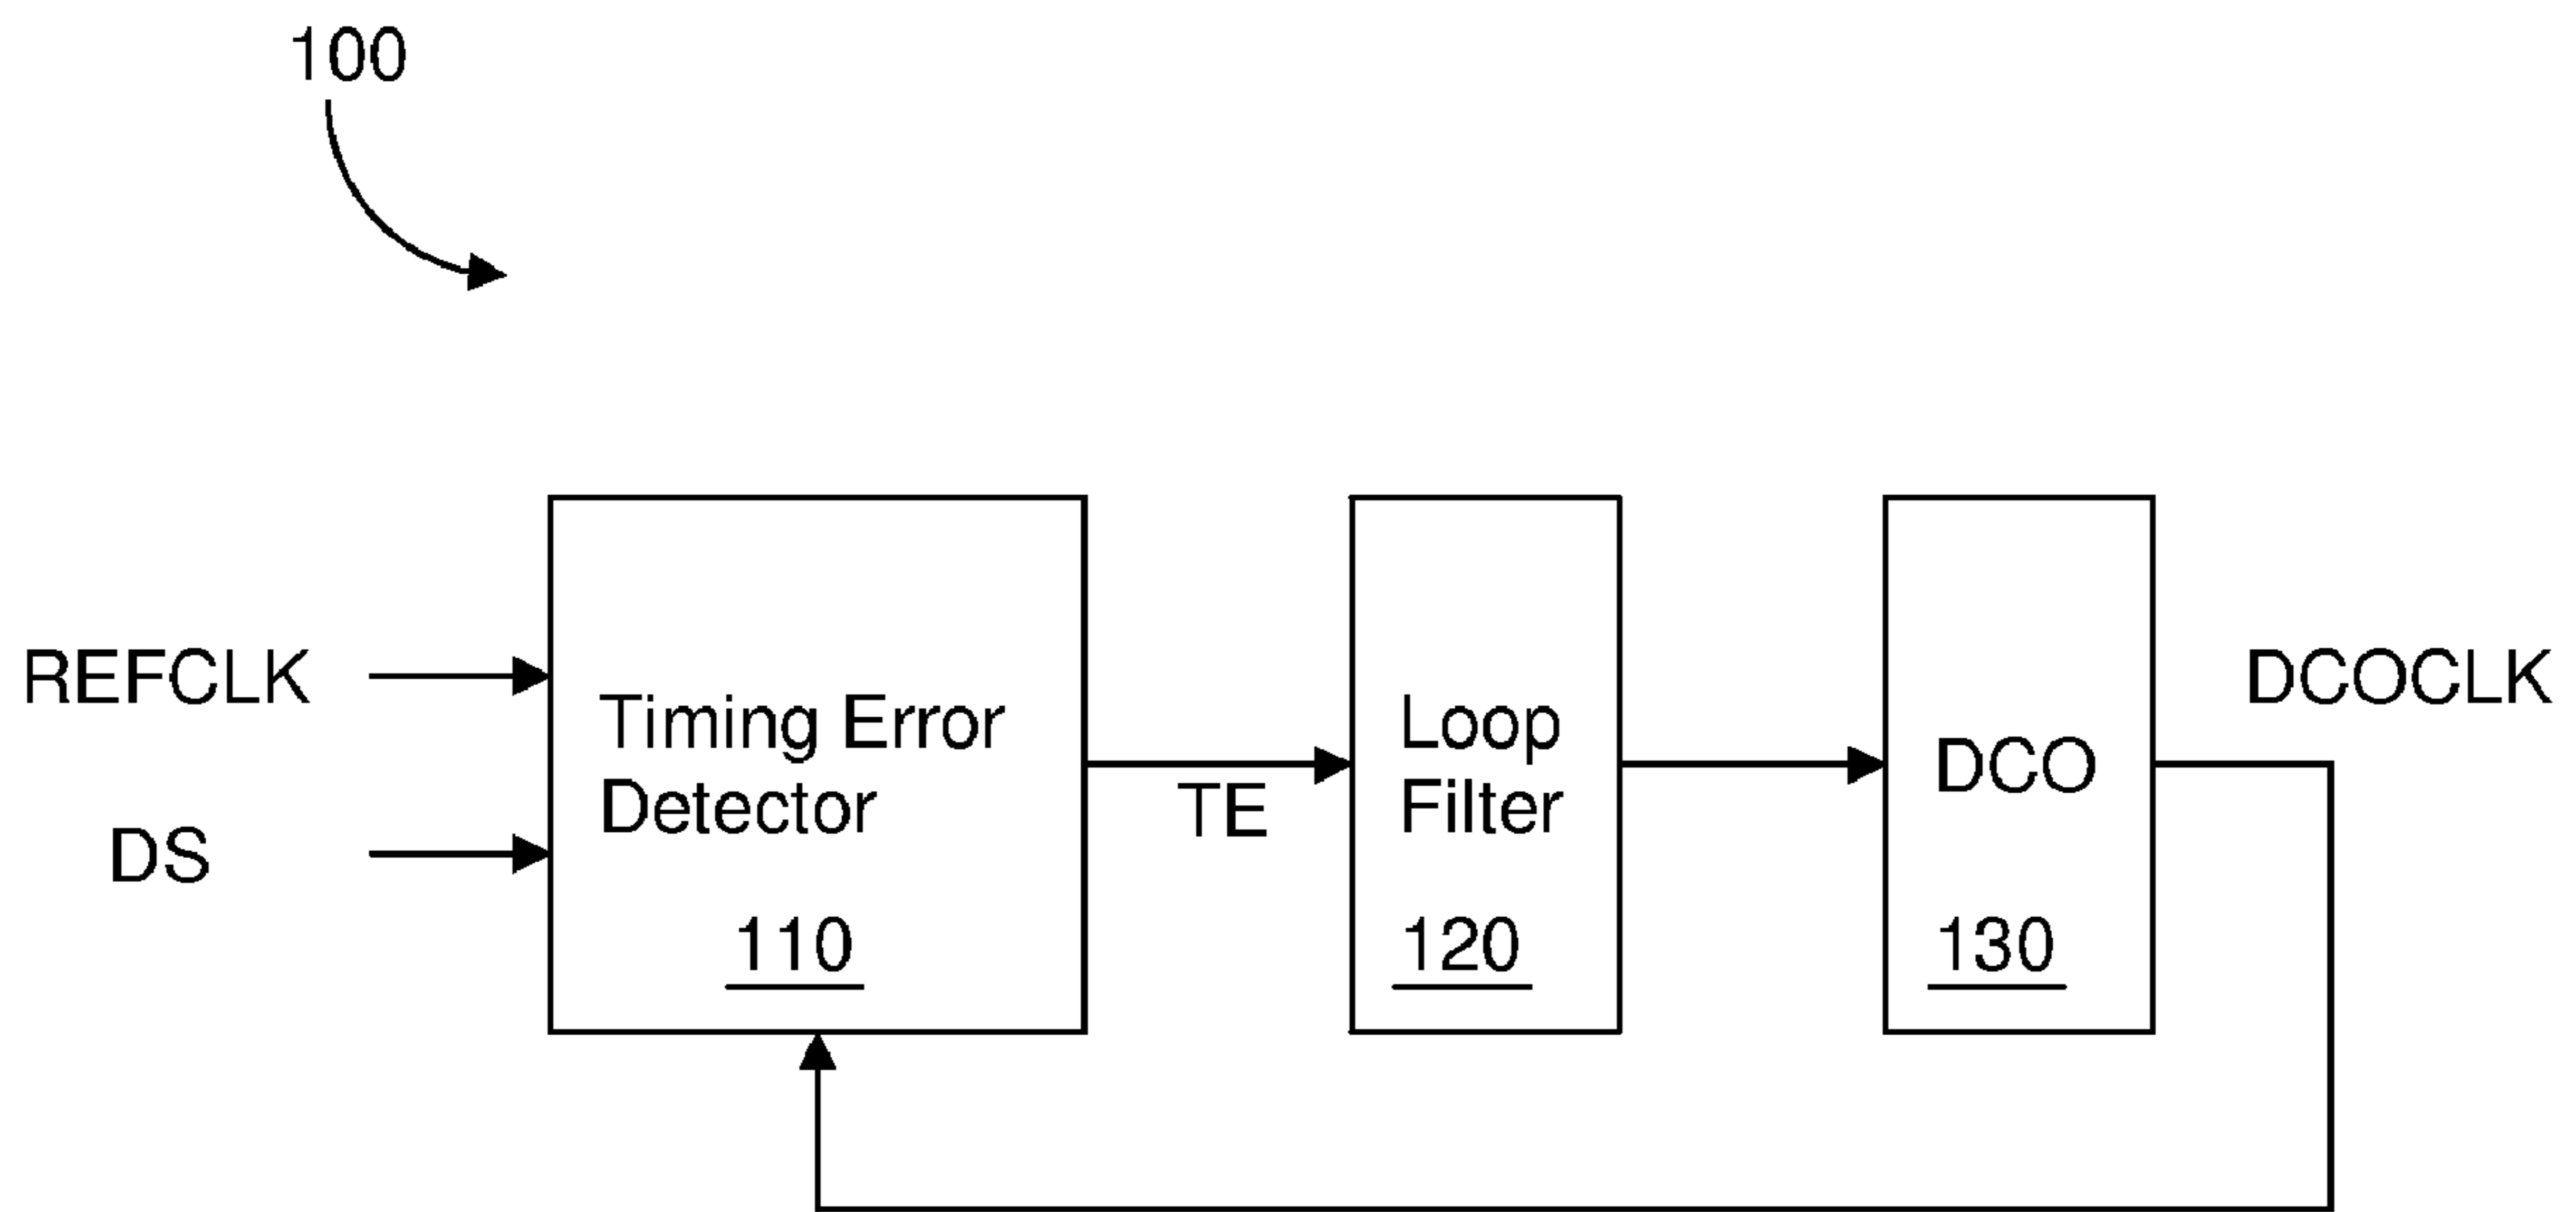 100
REFCLK
DS
Timing Error
Detector
110
TE
Loop
Filter
120
DCO
130
DCOCLK